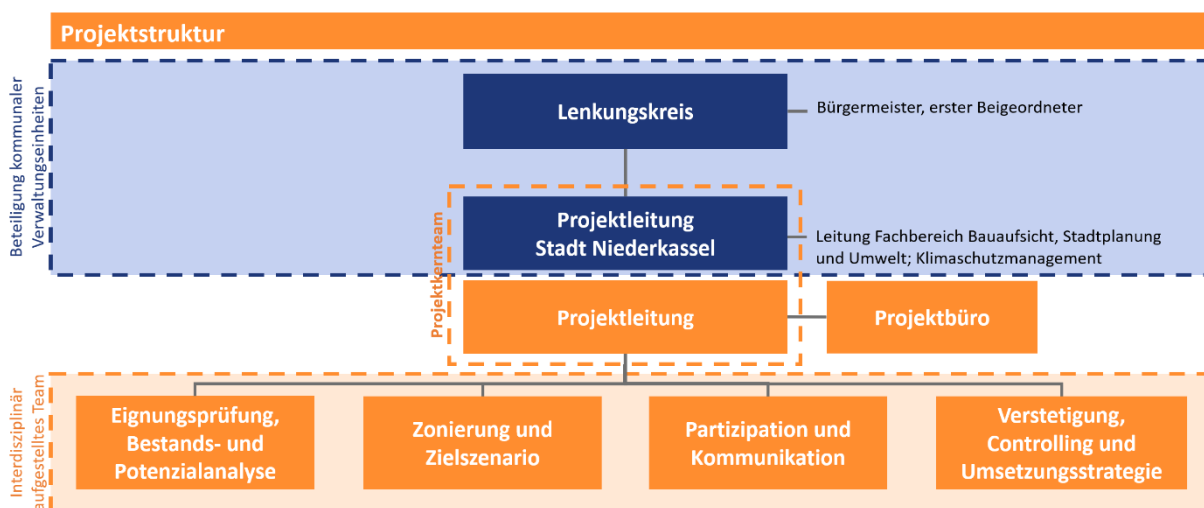 Projektstruktur
Beteiligung kommunaler
Verwaltungseinheiten
Lenkungskreis
Bürgermeister, erster Beigeordneter
Projektkernteam
Projektleitung
Stadt Niederkassel
Leitung Fachbereich Bauaufsicht, Stadtplanung
und Umwelt; Klimaschutzmanagement
Projektleitung
Projektbüro
Interdisziplinär
aufgestelltes Team
Eignungsprüfung,
Bestands- und
Potenzialanalyse
Zonierung und
Zielszenario
Partizipation und
Kommunikation
Verstetigung,
Controlling und
Umsetzungsstrategie